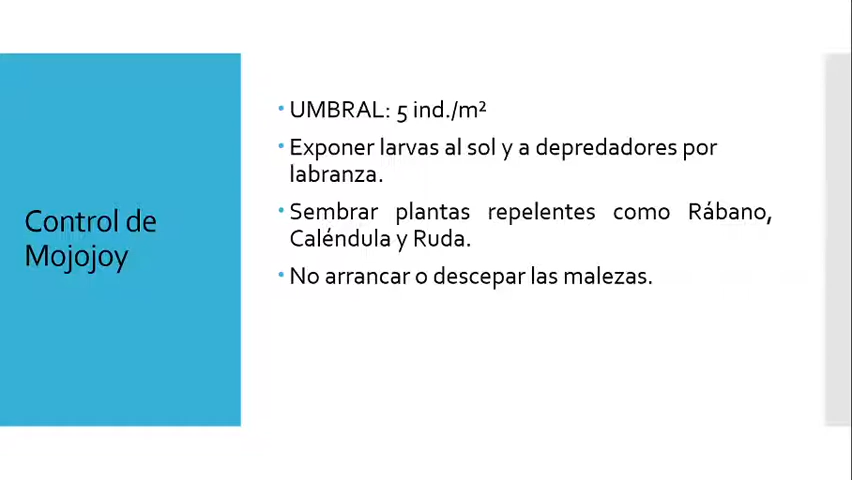 Control de
Mojojoy
• UMBRAL: 5 ind./m²
• Exponer larvas al sol y a depredadores por
labranza.
• Sembrar plantas repelentes como Rábano,
Caléndula y Ruda.
• No arrancar o descepar las malezas.